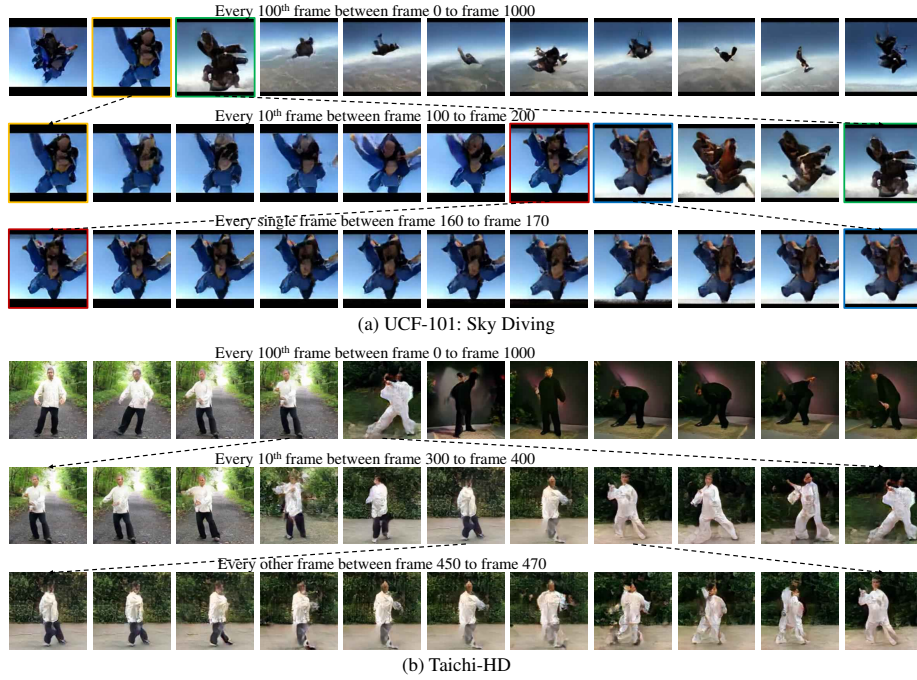 Every 100th frame between frame 0 to frame 1000
Every 10th frame between frame 100 to frame 200
Every single frame between frame 160 to frame 170
(a) UCF-101: Sky Diving
Every 100th frame between frame 0 to frame 1000
Every 10th frame between frame 300 to frame 400
Every other frame between frame 450 to frame 470
(b) Taichi-HD